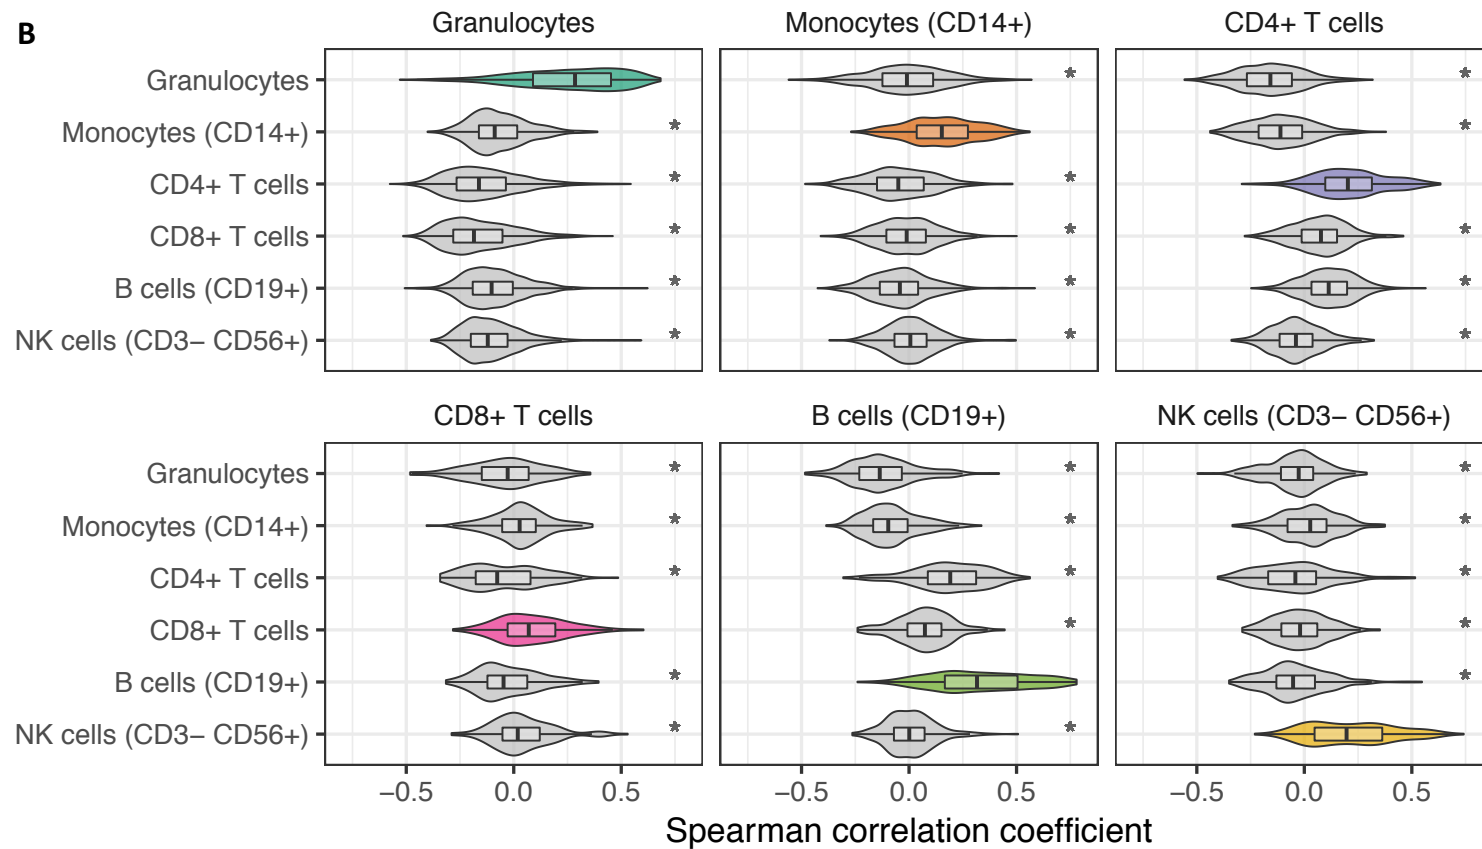 B
Granulocytes Monocytes (CD14+) CD4+ T cells
Granulocytes * *
Monocytes (CD14+) * *
CD4+ T cells * *
CD8+ T cells * * *
B cells (CD19+) * * *
NK cells (CD3− CD56+) * * *
CD8+ T cells B cells (CD19+) NK cells (CD3− CD56+)
Granulocytes * * *
Monocytes (CD14+) * * *
CD4+ T cells * * *
CD8+ T cells * *
B cells (CD19+) * *
NK cells (CD3− CD56+) * *
−0.5 0.0 0.5 −0.5 0.0 0.5 −0.5 0.0 0.5
Spearman correlation coefficient